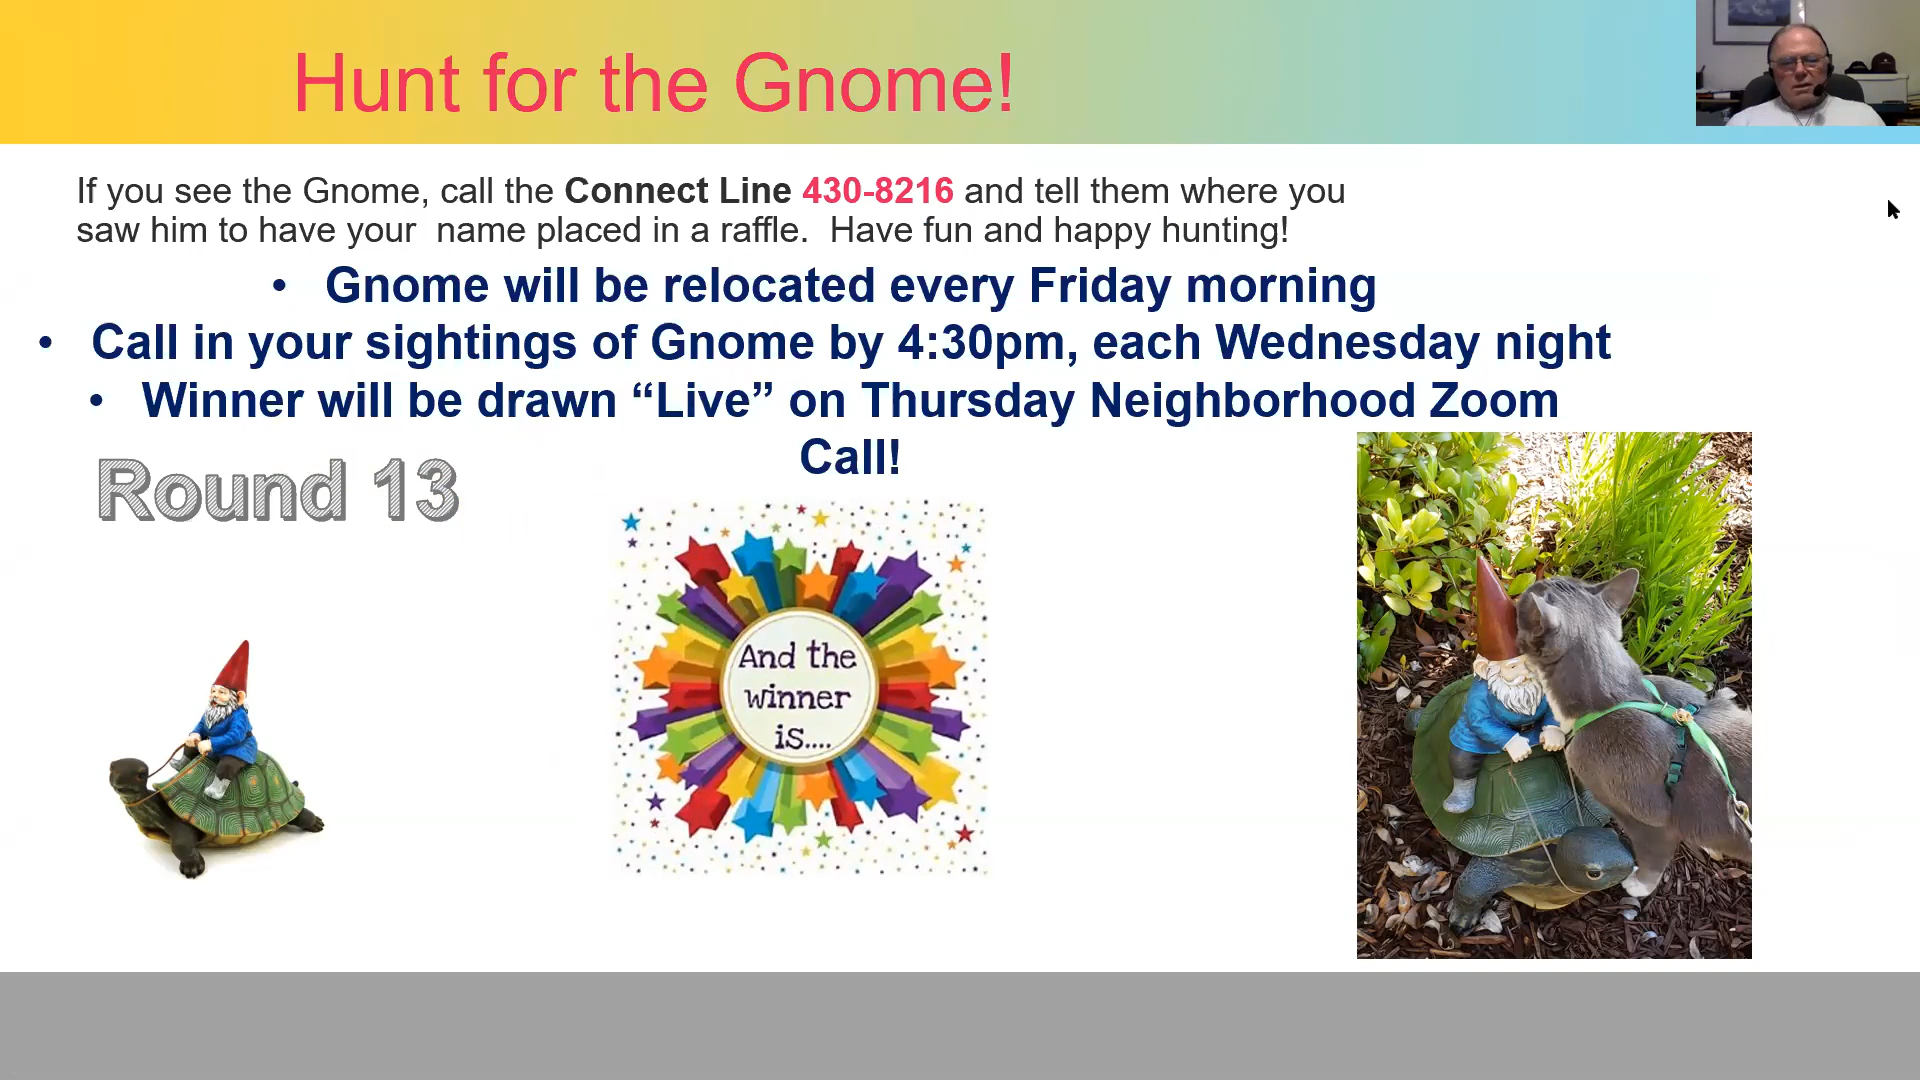 Hunt for the Gnome!
If you see the Gnome, call the Connect Line 430-8216 and tell them where you
saw him to have your  name placed in a raffle.  Have fun and happy hunting!
• Gnome will be relocated every Friday morning
• Call in your sightings of Gnome by 4:30pm, each Wednesday night
• Winner will be drawn “Live” on Thursday Neighborhood Zoom
Call!
Round 13
And the
winner
is....